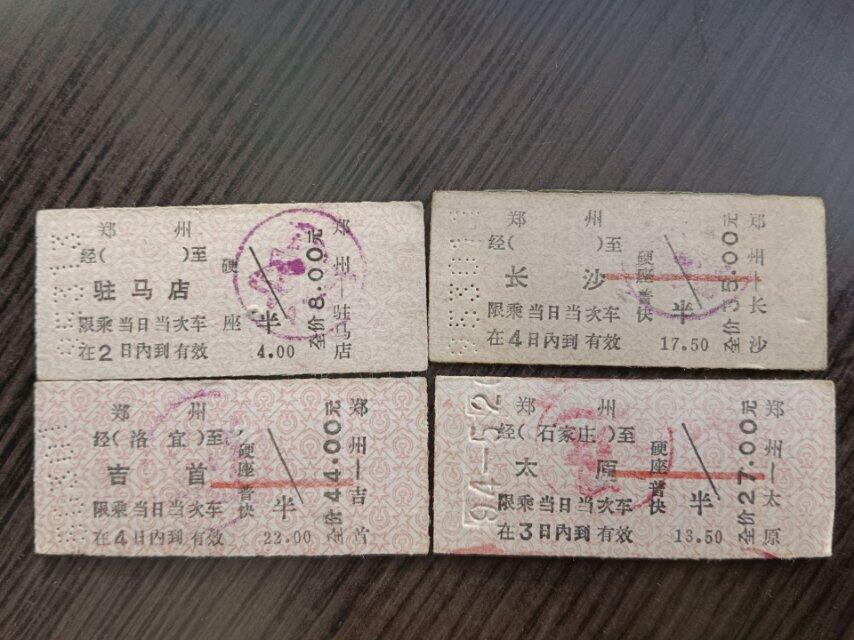 郑 州
经( )至
驻马店
限乘当日当次车
在2日内到有效
硬座
半
4.00
全价8.00元
郑州—驻马店
郑 州
经( )至
长 沙
限乘当日当次车
在4日内到有效
硬座普快
半
17.50
全价35.00元
郑州—长沙
郑 州
经(洛 宜)至
吉 首
限乘当日当次车
在4日内到有效
硬座普快
半
22.00
全价44.00元
郑州—吉首
94-52
郑 州
经(石家庄)至
太 原
限乘当日当次车
在3日内到有效
硬座普快
半
13.50
全价27.00元
郑州—太原